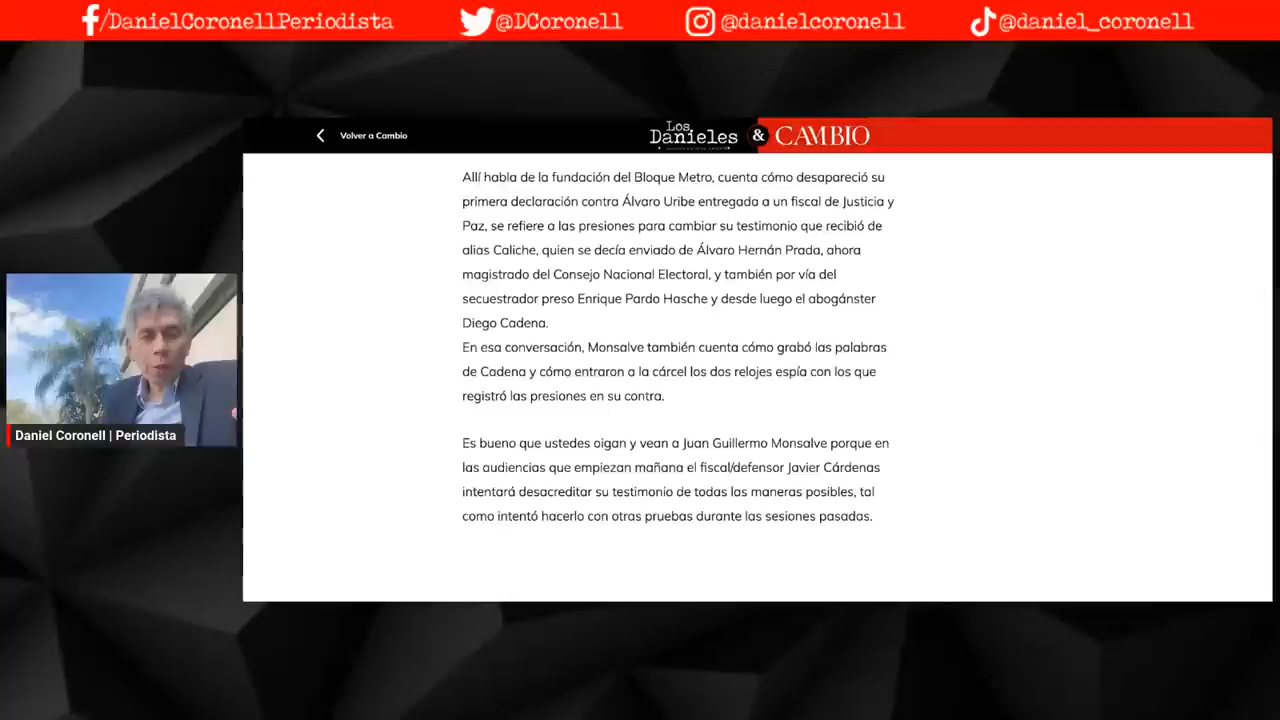 /DanielCoronellPeriodista
@DCoronell
@danielcoronell
@daniel_coronell
Volver a Cambio
Los Danieles & CAMBIO
Allí habla de la fundación del Bloque Metro, cuenta cómo desapareció su
primera declaración contra Álvaro Uribe entregada a un fiscal de Justicia y
Paz, se refiere a las presiones para cambiar su testimonio que recibió de
alias Caliche, quien se decía enviado de Álvaro Hernán Prada, ahora
magistrado del Consejo Nacional Electoral, y también por vía del
secuestrador preso Enrique Pardo Hasche y desde luego el abogánster
Diego Cadena.
En esa conversación, Monsalve también cuenta cómo grabó las palabras
de Cadena y cómo entraron a la cárcel los dos relojes espía con los que
registró las presiones en su contra.
Es bueno que ustedes oigan y vean a Juan Guillermo Monsalve porque en
las audiencias que empiezan mañana el fiscal/defensor Javier Cárdenas
intentará desacreditar su testimonio de todas las maneras posibles, tal
como intentó hacerlo con otras pruebas durante las sesiones pasadas.
Daniel Coronell | Periodista